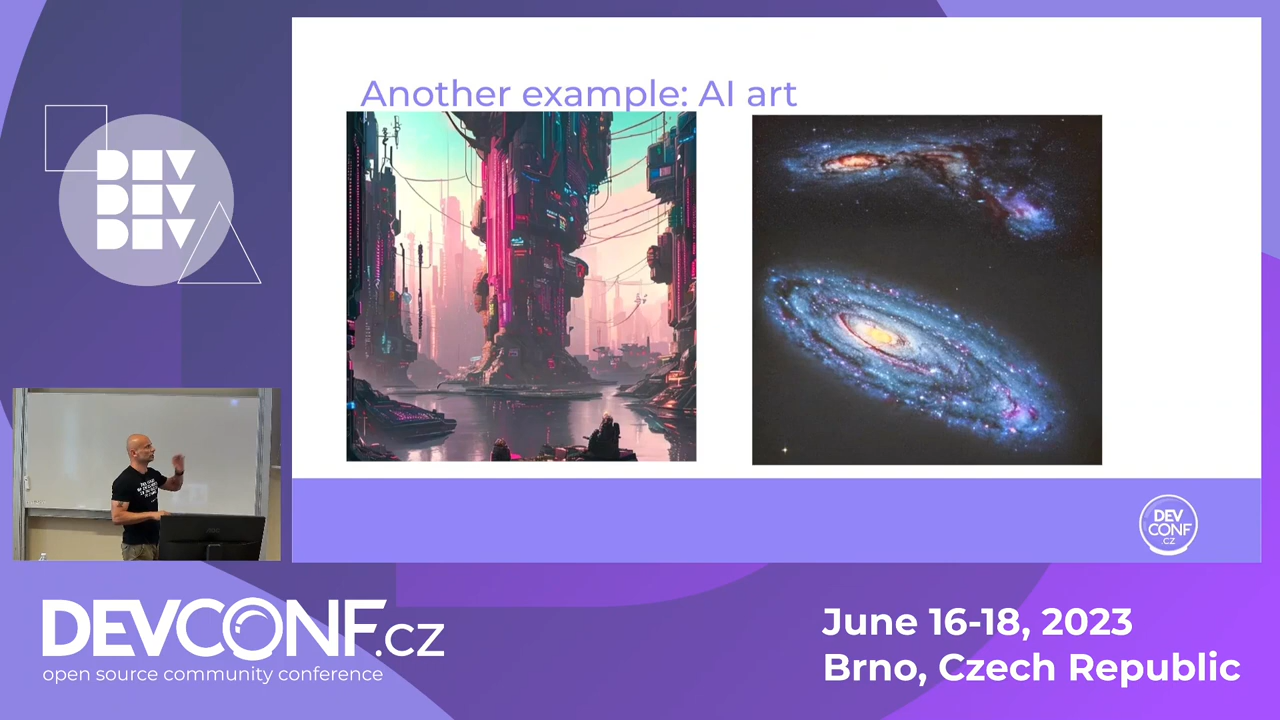 Another example: AI art
DEV
DEV
DEV
DEV
CONF
CZ
DEVCONF.cz
open source community conference
June 16-18, 2023
Brno, Czech Republic